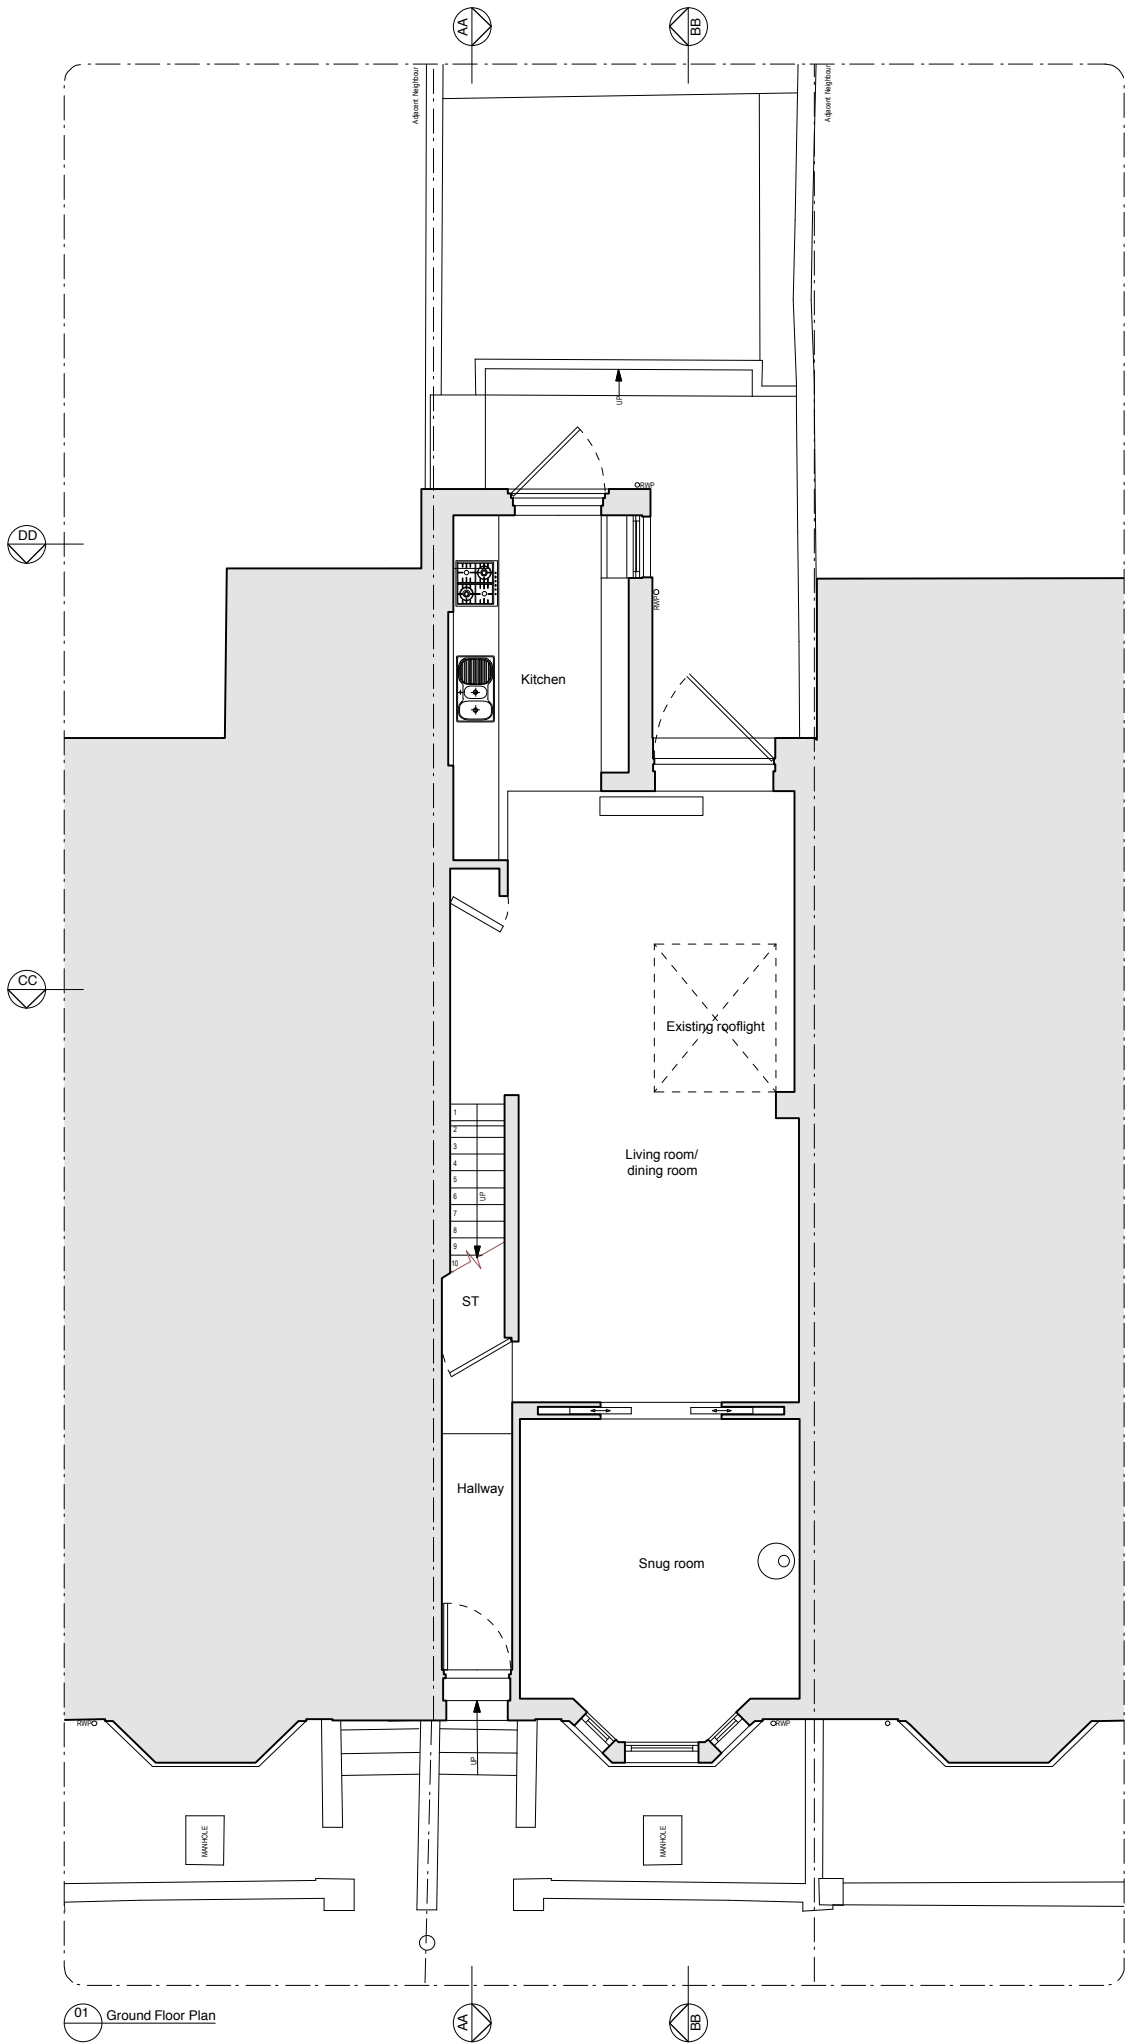 AA
BB
Adjacent Neighbour
Adjacent Neighbour
UP
RWP
DD
RWP
Kitchen
CC
Existing rooflight
1
2
3
4
5
6
7
8
9
10
UP
Living room/
dining room
ST
Hallway
Snug room
RWP
RWP
UP
MANHOLE
MANHOLE
AA
BB
01 Ground Floor Plan